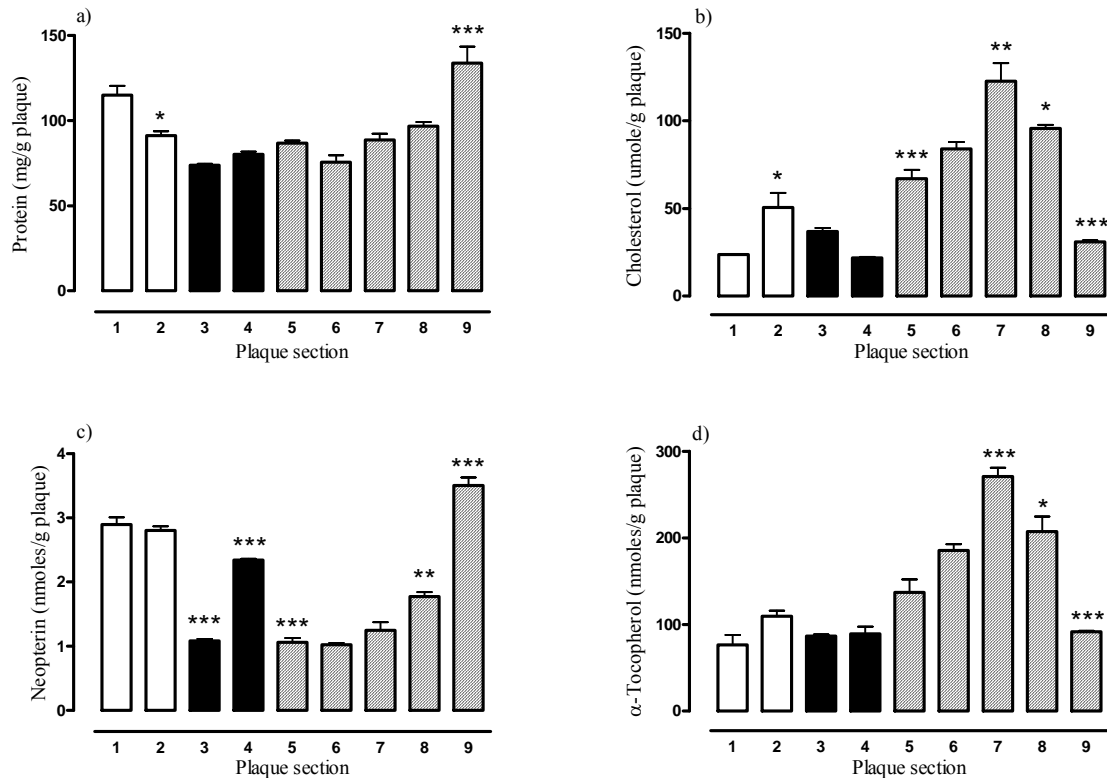 a)
150
***
100
*
50
0
Protein (mg/g plaque)
1 2 3 4 5 6 7 8 9
Plaque section
b)
150
**
100
*
***
50
*
***
0
Cholesterol (umole/g plaque)
1 2 3 4 5 6 7 8 9
Plaque section
c)
4
***
3
***
2
**
*** ***
1
0
Neopterin (nmoles/g plaque)
1 2 3 4 5 6 7 8 9
Plaque section
d)
300
***
*
200
100
***
0
α-Tocopherol (nmoles/g plaque)
1 2 3 4 5 6 7 8 9
Plaque section